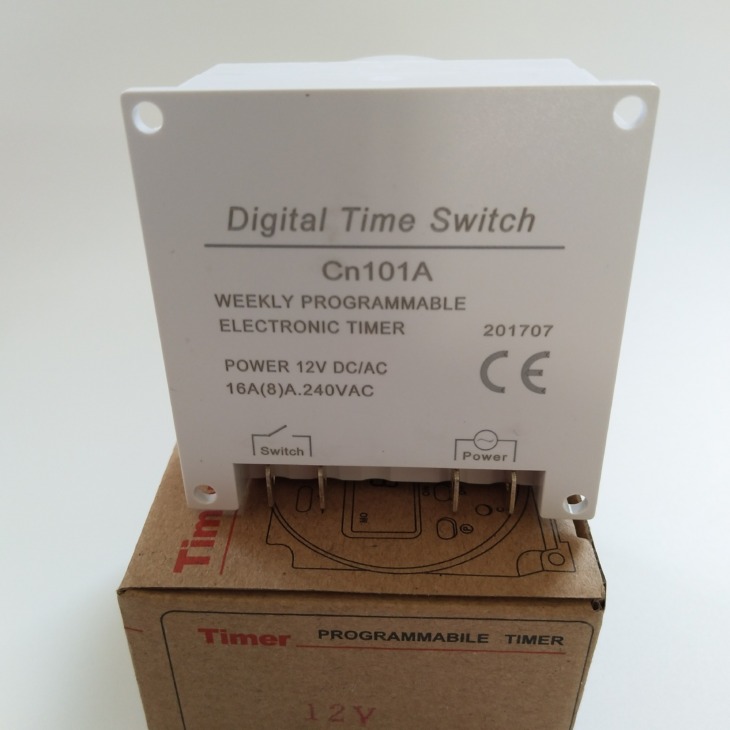 Digital Time Switch
Cn101A
WEEKLY PROGRAMMABLE
ELECTRONIC TIMER 201707
POWER 12V DC/AC
16A(8)A.240VAC
CE
Switch
Power
Timer
Timer PROGRAMMABILE TIMER
12V